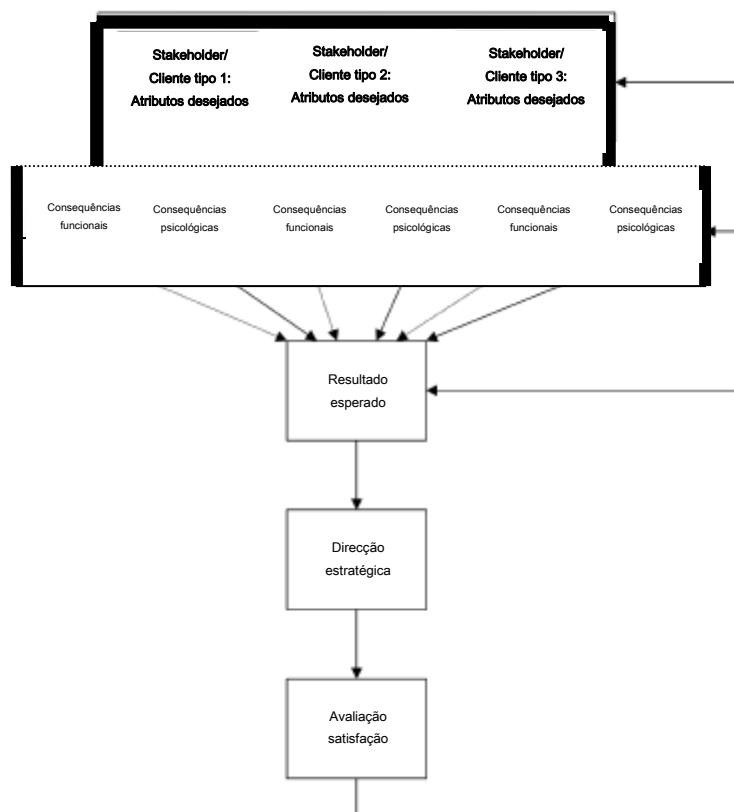 Stakeholder/
Cliente tipo 1:
Atributos desejados
Stakeholder/
Cliente tipo 2:
Atributos desejados
Stakeholder/
Cliente tipo 3:
Atributos desejados
Consequências
funcionais
Consequências
psicológicas
Consequências
funcionais
Consequências
psicológicas
Consequências
funcionais
Consequências
psicológicas
Resultado
esperado
Direcção
estratégica
Avaliação
satisfação